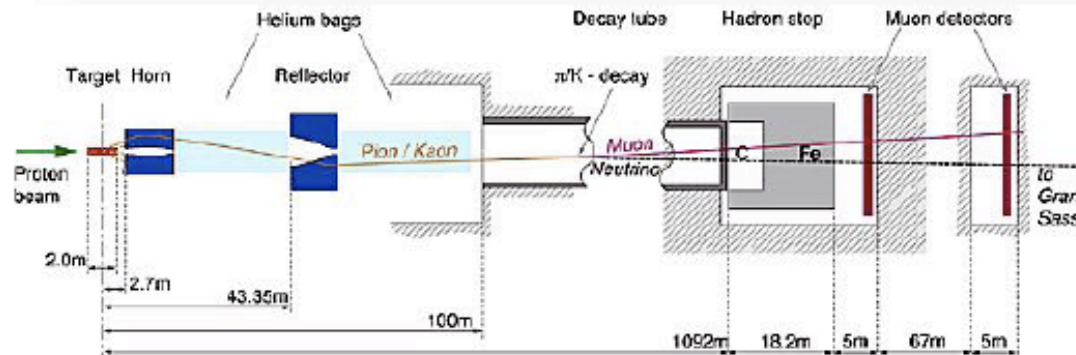 Helium bags
Decay tube
Hadron stop
Muon detectors
Target Horn
Reflector
π/K - decay
Pion / Kaon
Muon
Neutrino
C
Fe
Proton
beam
to
Gran
Sass
2.0m
2.7m
43.35m
100m
1092m
18.2m
5m
67m
5m